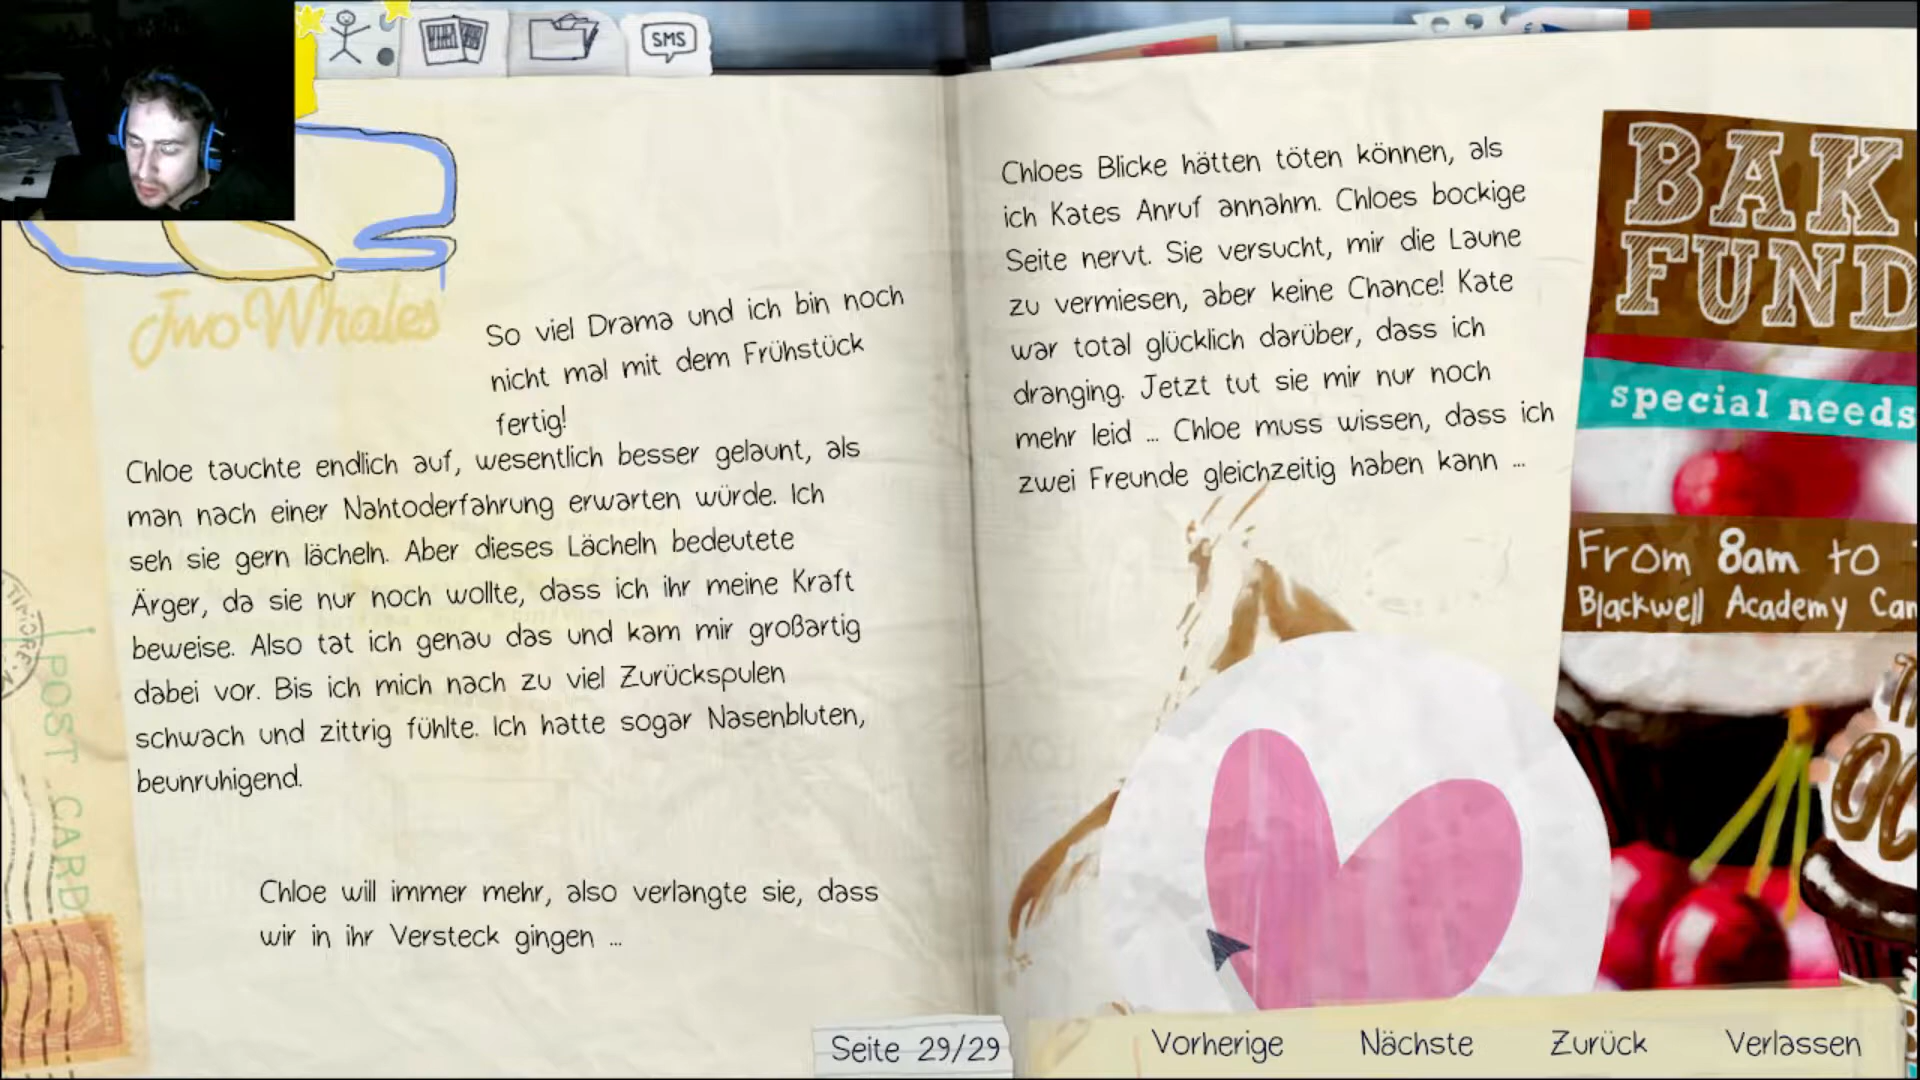 SMS
Two Whales
So viel Drama und ich bin noch
nicht mal mit dem Frühstück
fertig!
Chloe tauchte endlich auf, wesentlich besser gelaunt, als
man nach einer Nahtoderfahrung erwarten würde. Ich
seh sie gern lächeln. Aber dieses Lächeln bedeutete
Ärger, da sie nur noch wollte, dass ich ihr meine Kraft
beweise. Also tat ich genau das und kam mir großartig
dabei vor. Bis ich mich nach zu viel Zurückspulen
schwach und zittrig fühlte. Ich hatte sogar Nasenbluten,
beunruhigend.
Chloe will immer mehr, also verlangte sie, dass
wir in ihr Versteck gingen ...
POST CARD
Chloes Blicke hätten töten können, als
ich Kates Anruf annahm. Chloes bockige
Seite nervt. Sie versucht, mir die Laune
zu vermiesen, aber keine Chance! Kate
war total glücklich darüber, dass ich
dranging. Jetzt tut sie mir nur noch
mehr leid ... Chloe muss wissen, dass ich
zwei Freunde gleichzeitig haben kann ...
BAK
FUND
special needs
From 8am to
Blackwell Academy
Seite 29/29
Vorherige
Nächste
Zurück
Verlassen